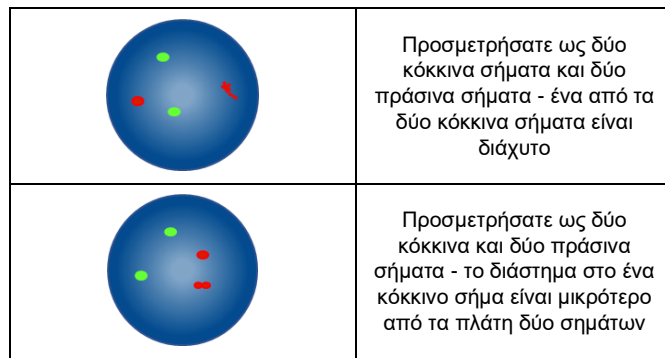 Προσμετρήσατε ως δύο
κόκκινα σήματα και δύο
πράσινα σήματα - ένα από τα
δύο κόκκινα σήματα είναι
διάχυτο
Προσμετρήσατε ως δύο
κόκκινα και δύο πράσινα
σήματα - το διάστημα στο ένα
κόκκινο σήμα είναι μικρότερο
από τα πλάτη δύο σημάτων